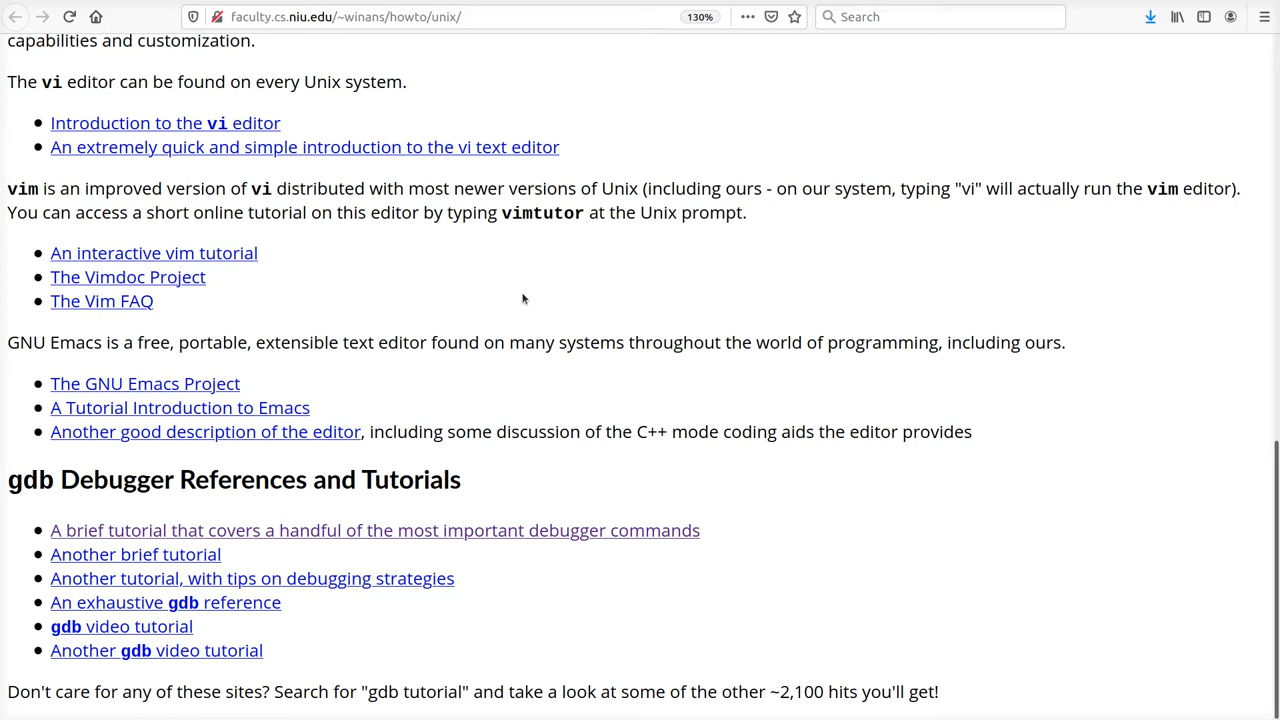 faculty.cs.niu.edu/~winans/howto/unix/ 130% Search
capabilities and customization.
The vi editor can be found on every Unix system.
Introduction to the vi editor
An extremely quick and simple introduction to the vi text editor
vim is an improved version of vi distributed with most newer versions of Unix (including ours - on our system, typing "vi" will actually run the vim editor).
You can access a short online tutorial on this editor by typing vimtutor at the Unix prompt.
An interactive vim tutorial
The Vimdoc Project
The Vim FAQ
GNU Emacs is a free, portable, extensible text editor found on many systems throughout the world of programming, including ours.
The GNU Emacs Project
A Tutorial Introduction to Emacs
Another good description of the editor, including some discussion of the C++ mode coding aids the editor provides
gdb Debugger References and Tutorials
A brief tutorial that covers a handful of the most important debugger commands
Another brief tutorial
Another tutorial, with tips on debugging strategies
An exhaustive gdb reference
gdb video tutorial
Another gdb video tutorial
Don't care for any of these sites? Search for "gdb tutorial" and take a look at some of the other ~2,100 hits you'll get!